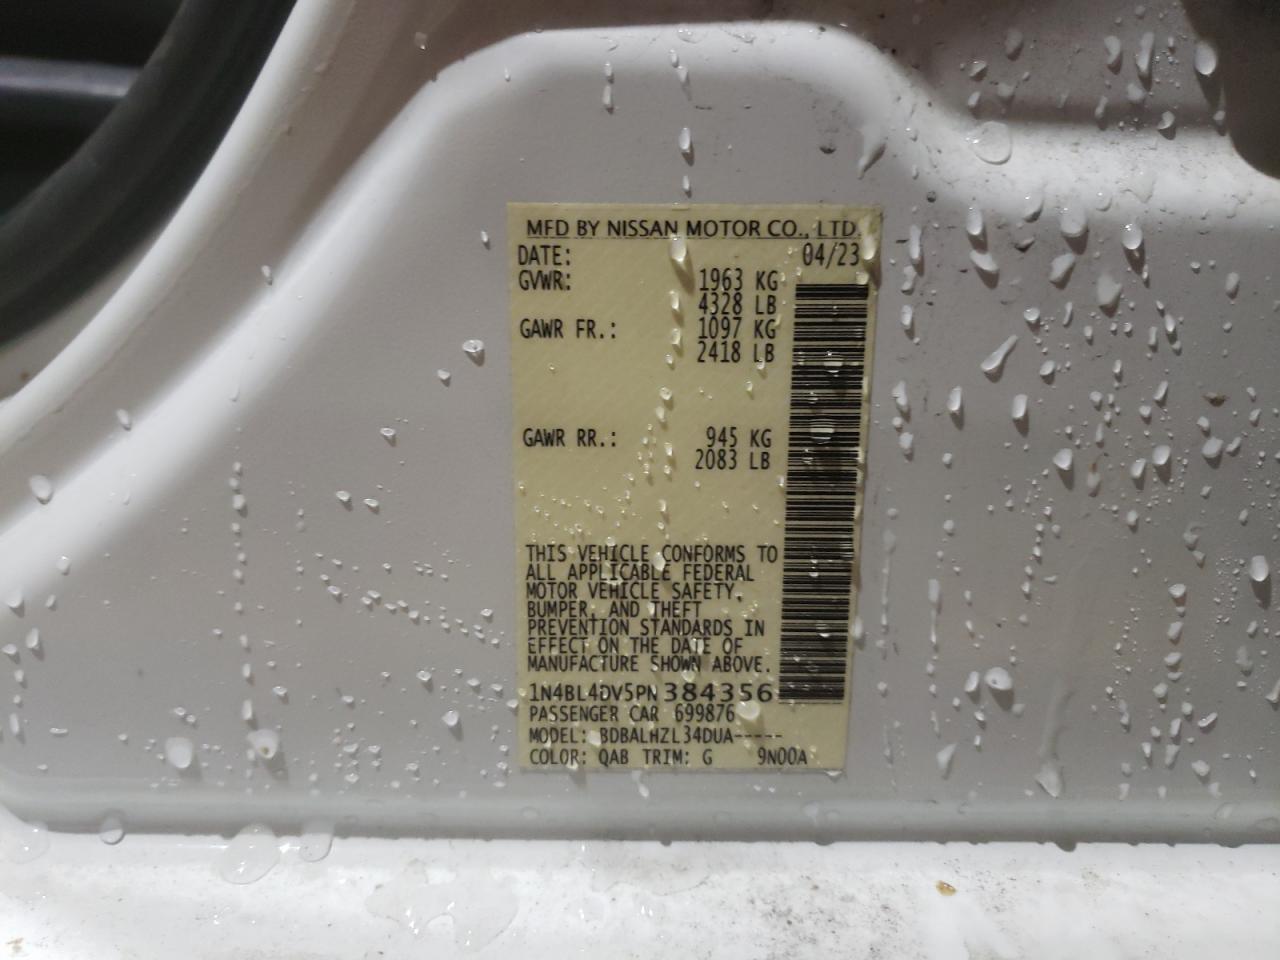 MFD BY NISSAN MOTOR CO., LTD.
DATE: 04/23
GVWR: 1963 KG
4328 LB
GAWR FR.: 1097 KG
2418 LB
GAWR RR.: 945 KG
2083 LB
THIS VEHICLE CONFORMS TO
ALL APPLICABLE FEDERAL
MOTOR VEHICLE SAFETY,
BUMPER, AND THEFT
PREVENTION STANDARDS IN
EFFECT ON THE DATE OF
MANUFACTURE SHOWN ABOVE.
1N4BL4DV5PN384356
PASSENGER CAR 699876
MODEL: BDBALHZL34DUA-----
COLOR: QAB TRIM: G 9N00A